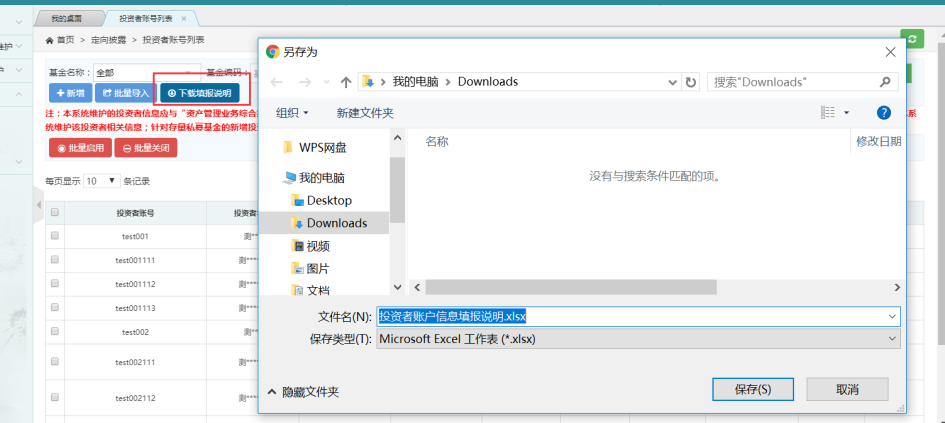 我的桌面 投资者账号列表 ×
首页 > 定向披露 > 投资者账号列表
基金名称： 全部 基金编码：
+新增 批量导入 下载填报说明
注：本系统维护的投资者信息应与“资产管理业务综合
统维护该投资者相关信息；针对存量私募基金的新增投
批量启用 批量关闭
每页显示 10 条记录
投资者账号 投资者
test001 测**
test001111 测***
test001112 测***
test001113 测***
test002 测**
test002111 测***
test002112 测***
维护
户
系
另存为
我的电脑 > Downloads 搜索"Downloads"
组织 新建文件夹
WPS网盘
我的电脑
Desktop
Downloads
视频
图片
文档
名称 修改日期
没有与搜索条件匹配的项。
文件名(N): 投资者账户信息填报说明.xlsx
保存类型(T): Microsoft Excel 工作表 (*.xlsx)
隐藏文件夹 保存(S) 取消